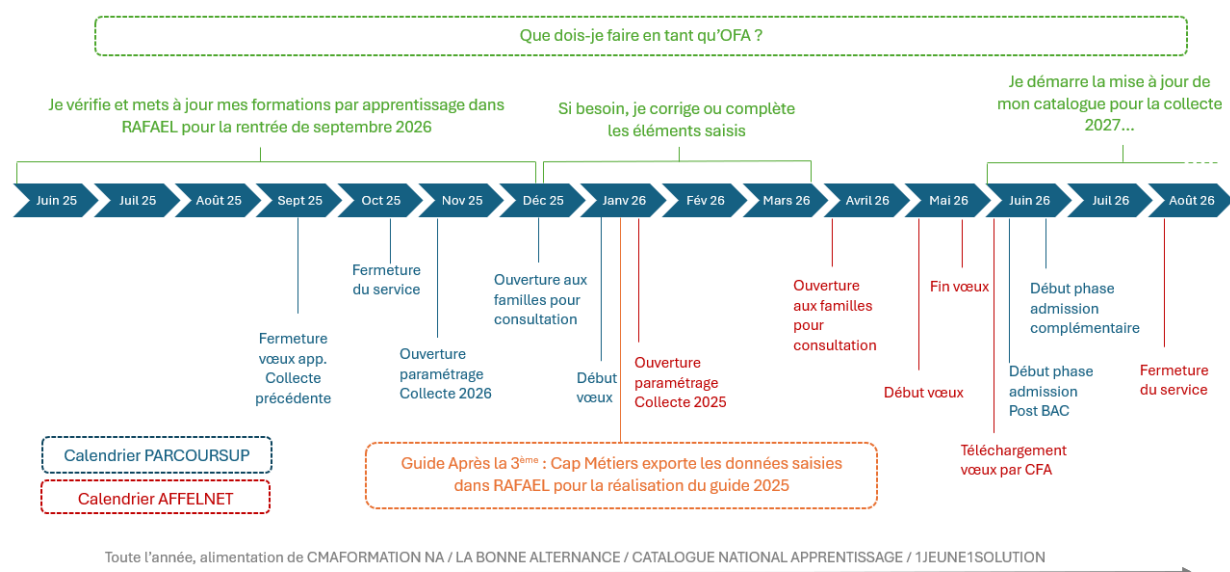 Que dois-je faire en tant qu'OFA ?
Je vérifie et mets à jour mes formations par apprentissage dans
RAFAEL pour la rentrée de septembre 2026
Si besoin, je corrige ou complète
les éléments saisis
Je démarre la mise à jour de
mon catalogue pour la collecte
2027...
Juin 25
Juil 25
Août 25
Sept 25
Oct 25
Nov 25
Déc 25
Janv 26
Fév 26
Mars 26
Avril 26
Mai 26
Juin 26
Juil 26
Août 26
Fermeture
vœux app.
Collecte
précédente
Fermeture
du service
Ouverture
paramétrage
Collecte 2026
Ouverture aux
familles pour
consultation
Début
vœux
Ouverture
paramétrage
Collecte 2025
Ouverture
aux familles
pour
consultation
Début vœux
Fin vœux
Téléchargement
vœux par CFA
Début phase
admission
Post BAC
Début phase
admission
complémentaire
Fermeture
du service
Calendrier PARCOURSUP
Calendrier AFFELNET
Guide Après la 3ème : Cap Métiers exporte les données saisies
dans RAFAEL pour la réalisation du guide 2025
Toute l'année, alimentation de CMAFORMATION NA / LA BONNE ALTERNANCE / CATALOGUE NATIONAL APPRENTISSAGE / 1JEUNE1SOLUTION